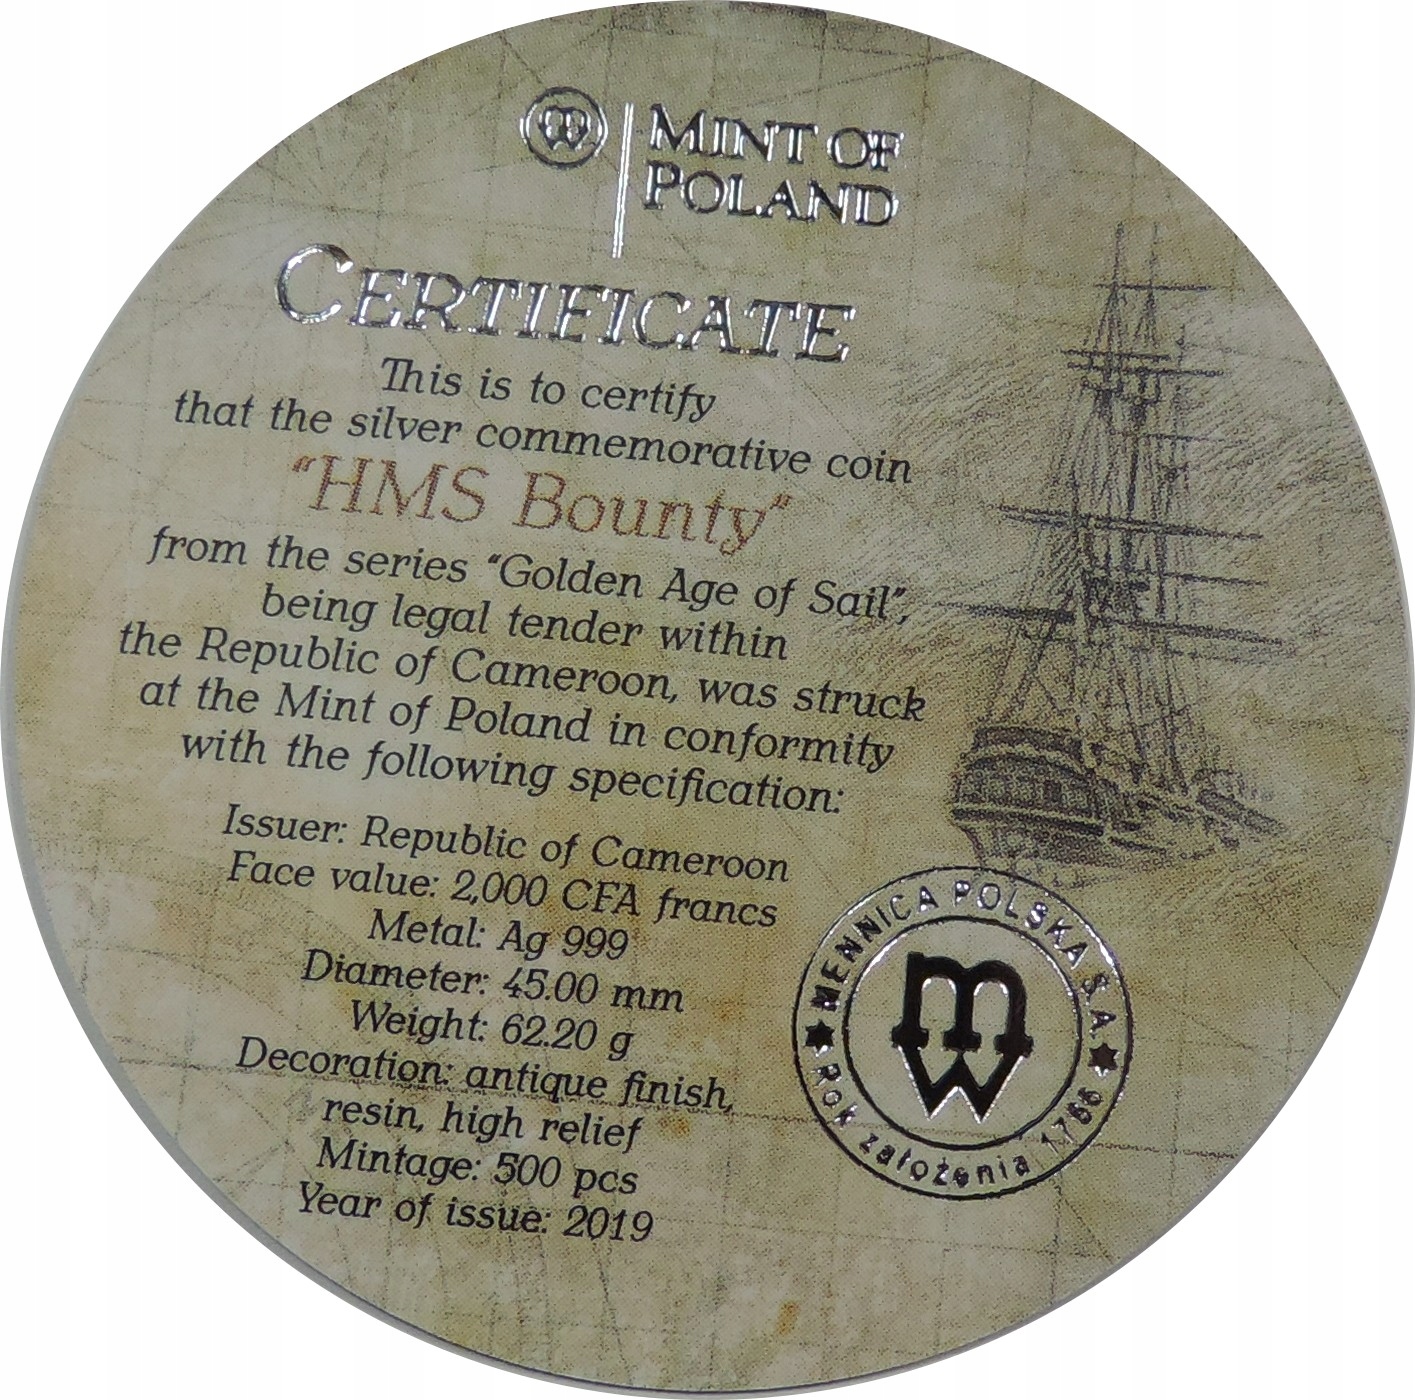 MINT OF
POLAND
CERTIFICATE
This is to certify
that the silver commemorative coin
“HMS Bounty“
from the series “Golden Age of Sail”,
being legal tender within
the Republic of Cameroon, was struck
at the Mint of Poland in conformity
with the following specification:
Issuer: Republic of Cameroon
Face value: 2,000 CFA francs
Metal: Ag 999
Diameter: 45.00 mm
Weight: 62.20 g
Decoration: antique finish,
resin, high relief
Mintage: 500 pcs
Year of issue: 2019
MENNICA POLSKA S.A.
Rok założenia 1766